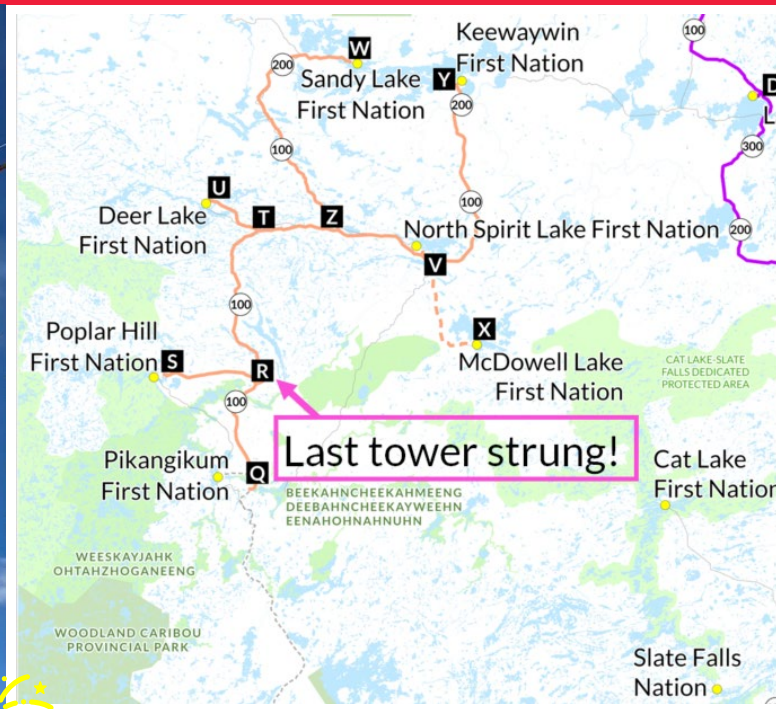 100
Keewaywin
First Nation
W
200
Sandy Lake
First Nation
Y
200
D
L
100
300
U
Deer Lake
First Nation
T
Z
100
North Spirit Lake First Nation
200
V
100
Poplar Hill
First Nation
S
R
X
McDowell Lake
First Nation
CAT LAKE-SLATE
FALLS DEDICATED
PROTECTED AREA
100
Last tower strung!
Pikangikum
First Nation
Q
Cat Lake
First Nation
BEEKAHNCHEEKAHMEENG
DEEBAHNCHEEKAYWEEHN
EENAHOHNAHNUHN
WEESKAYJAHK
OHTAHZHOGANEENG
WOODLAND CARIBOU
PROVINCIAL PARK
Slate Falls
Nation